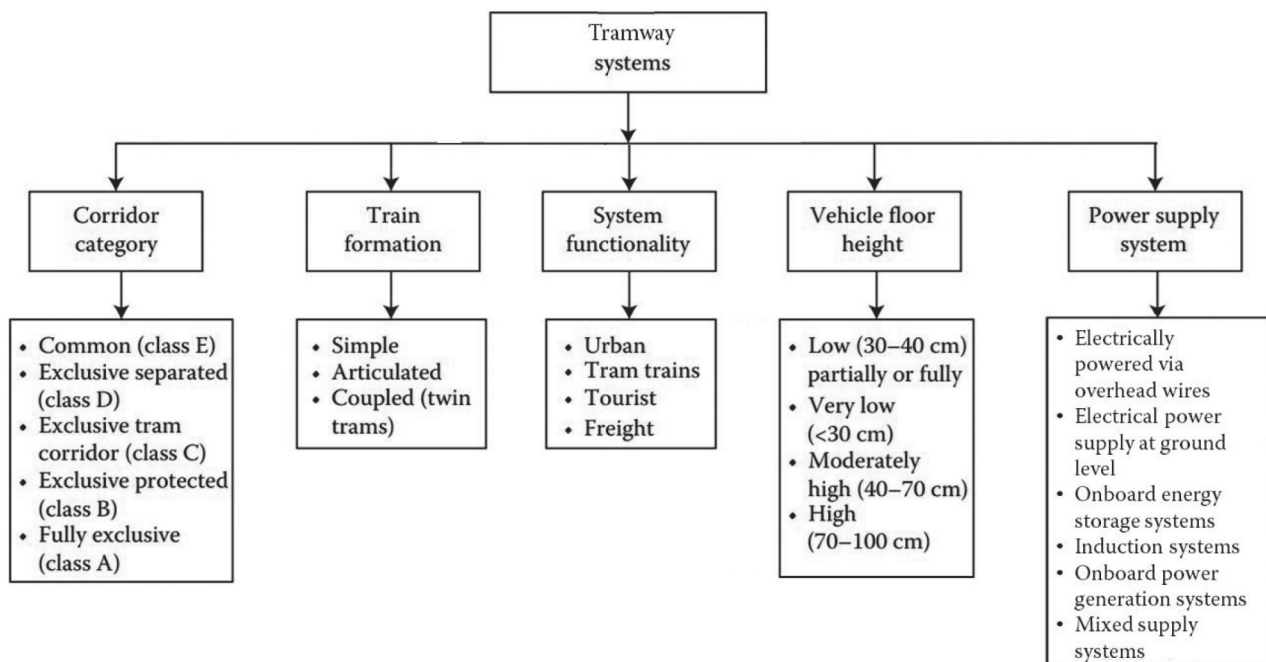 Tramway
systems
Corridor
category
Train
formation
System
functionality
Vehicle floor
height
Power supply
system
• Common (class E)
• Exclusive separated
(class D)
• Exclusive tram
corridor (class C)
• Exclusive protected
(class B)
• Fully exclusive
(class A)
• Simple
• Articulated
• Coupled (twin
trams)
• Urban
• Tram trains
• Tourist
• Freight
• Low (30–40 cm)
partially or fully
• Very low
(<30 cm)
• Moderately
high (40–70 cm)
• High
(70–100 cm)
• Electrically
powered via
overhead wires
• Electrical power
supply at ground
level
• Onboard energy
storage systems
• Induction systems
• Onboard power
generation systems
• Mixed supply
systems